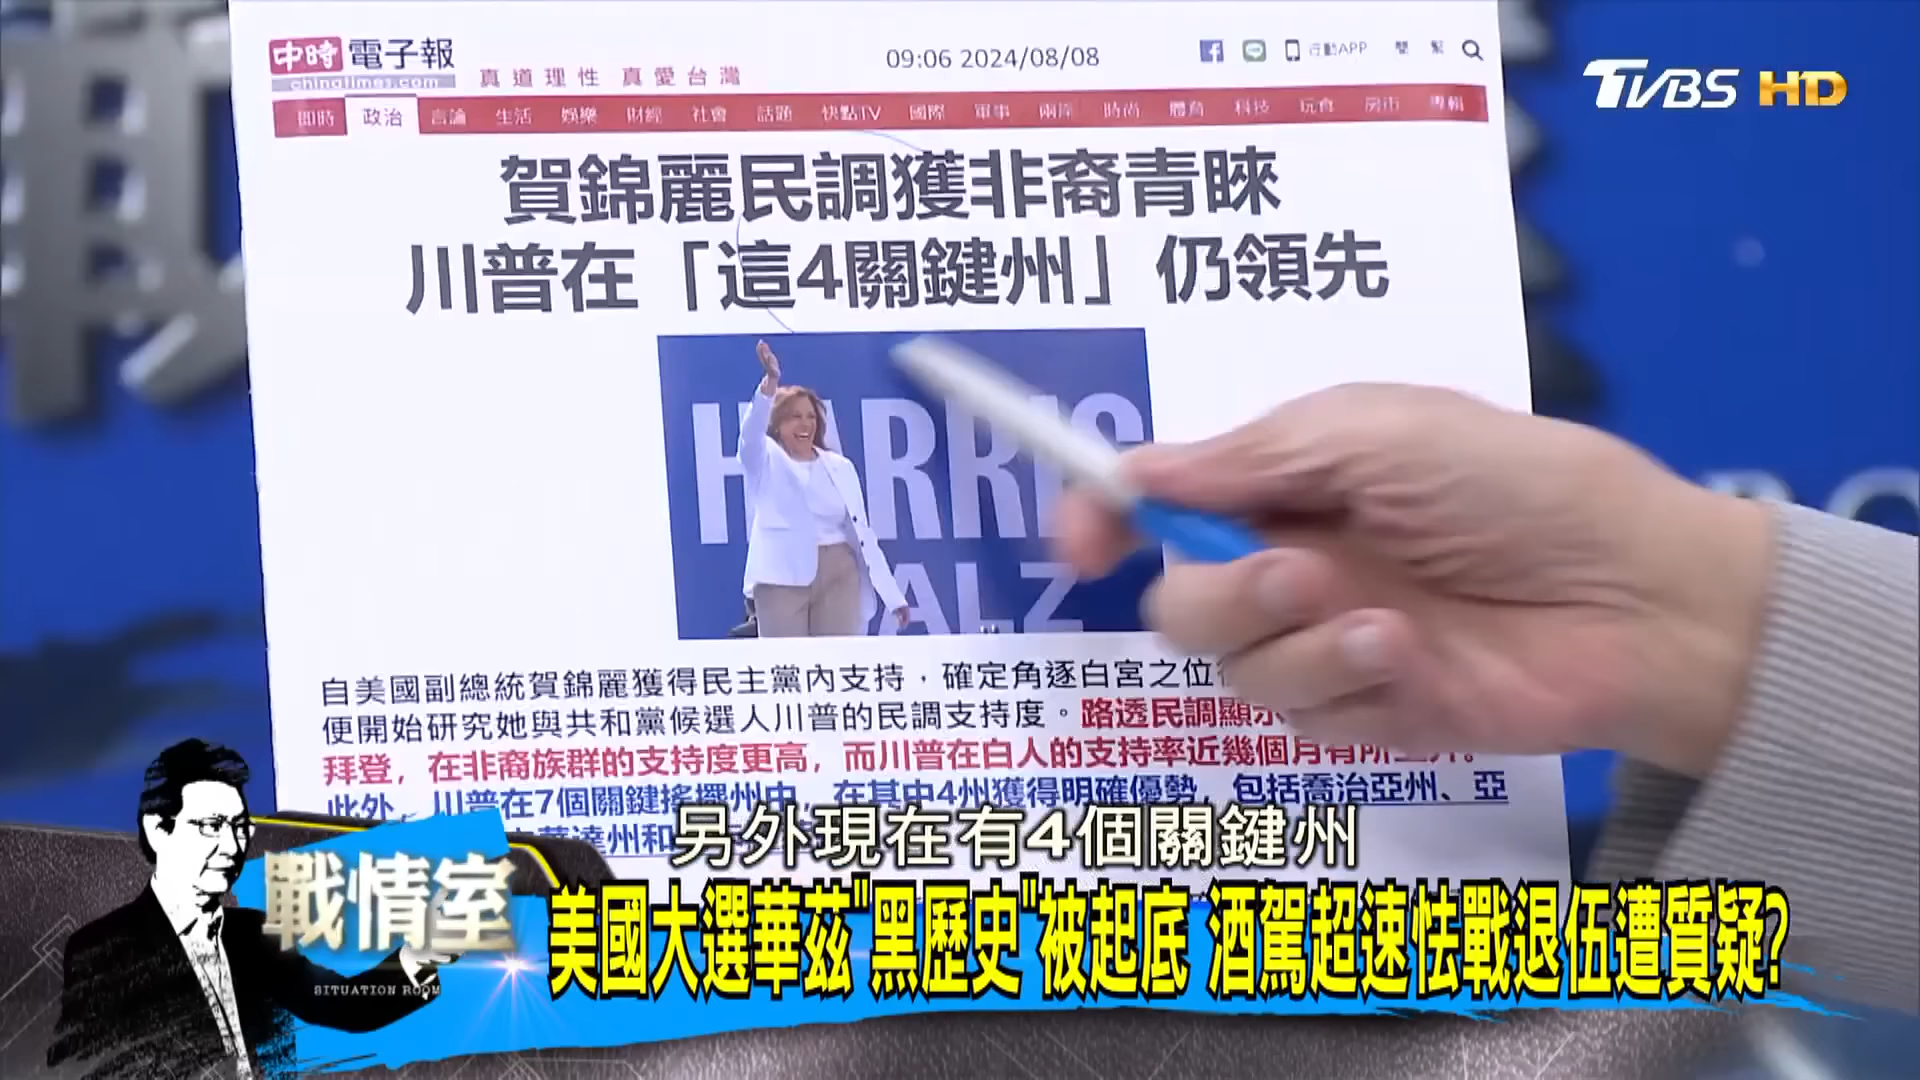 中時 電子報
chinatimes.com
真道理性 真愛台灣
09:06 2024/08/08
行動APP 簡 繁
TVBS HD
即時 政治 言論 生活 娛樂 財經 社會 話題 快點TV 國際 軍事 兩岸 時尚 體育 科技 玩食 房市 專輯
賀錦麗民調獲非裔青睞
川普在「這4關鍵州」仍領先
HARRIS
ALZ
自美國副總統賀錦麗獲得民主黨內支持，確定角逐白宮之位
便開始研究她與共和黨候選人川普的民調支持度。路透民調顯示
拜登，在非裔族群的支持度更高，而川普在白人的支持率近幾個月有所上升。
此外，川普在7個關鍵搖擺州中，在其中4州獲得明確優勢，包括喬治亞州、亞
達州和
另外現在有4個關鍵州
戰情室
SITUATION ROOM
美國大選華茲"黑歷史"被起底 酒駕超速怯戰退伍遭質疑?